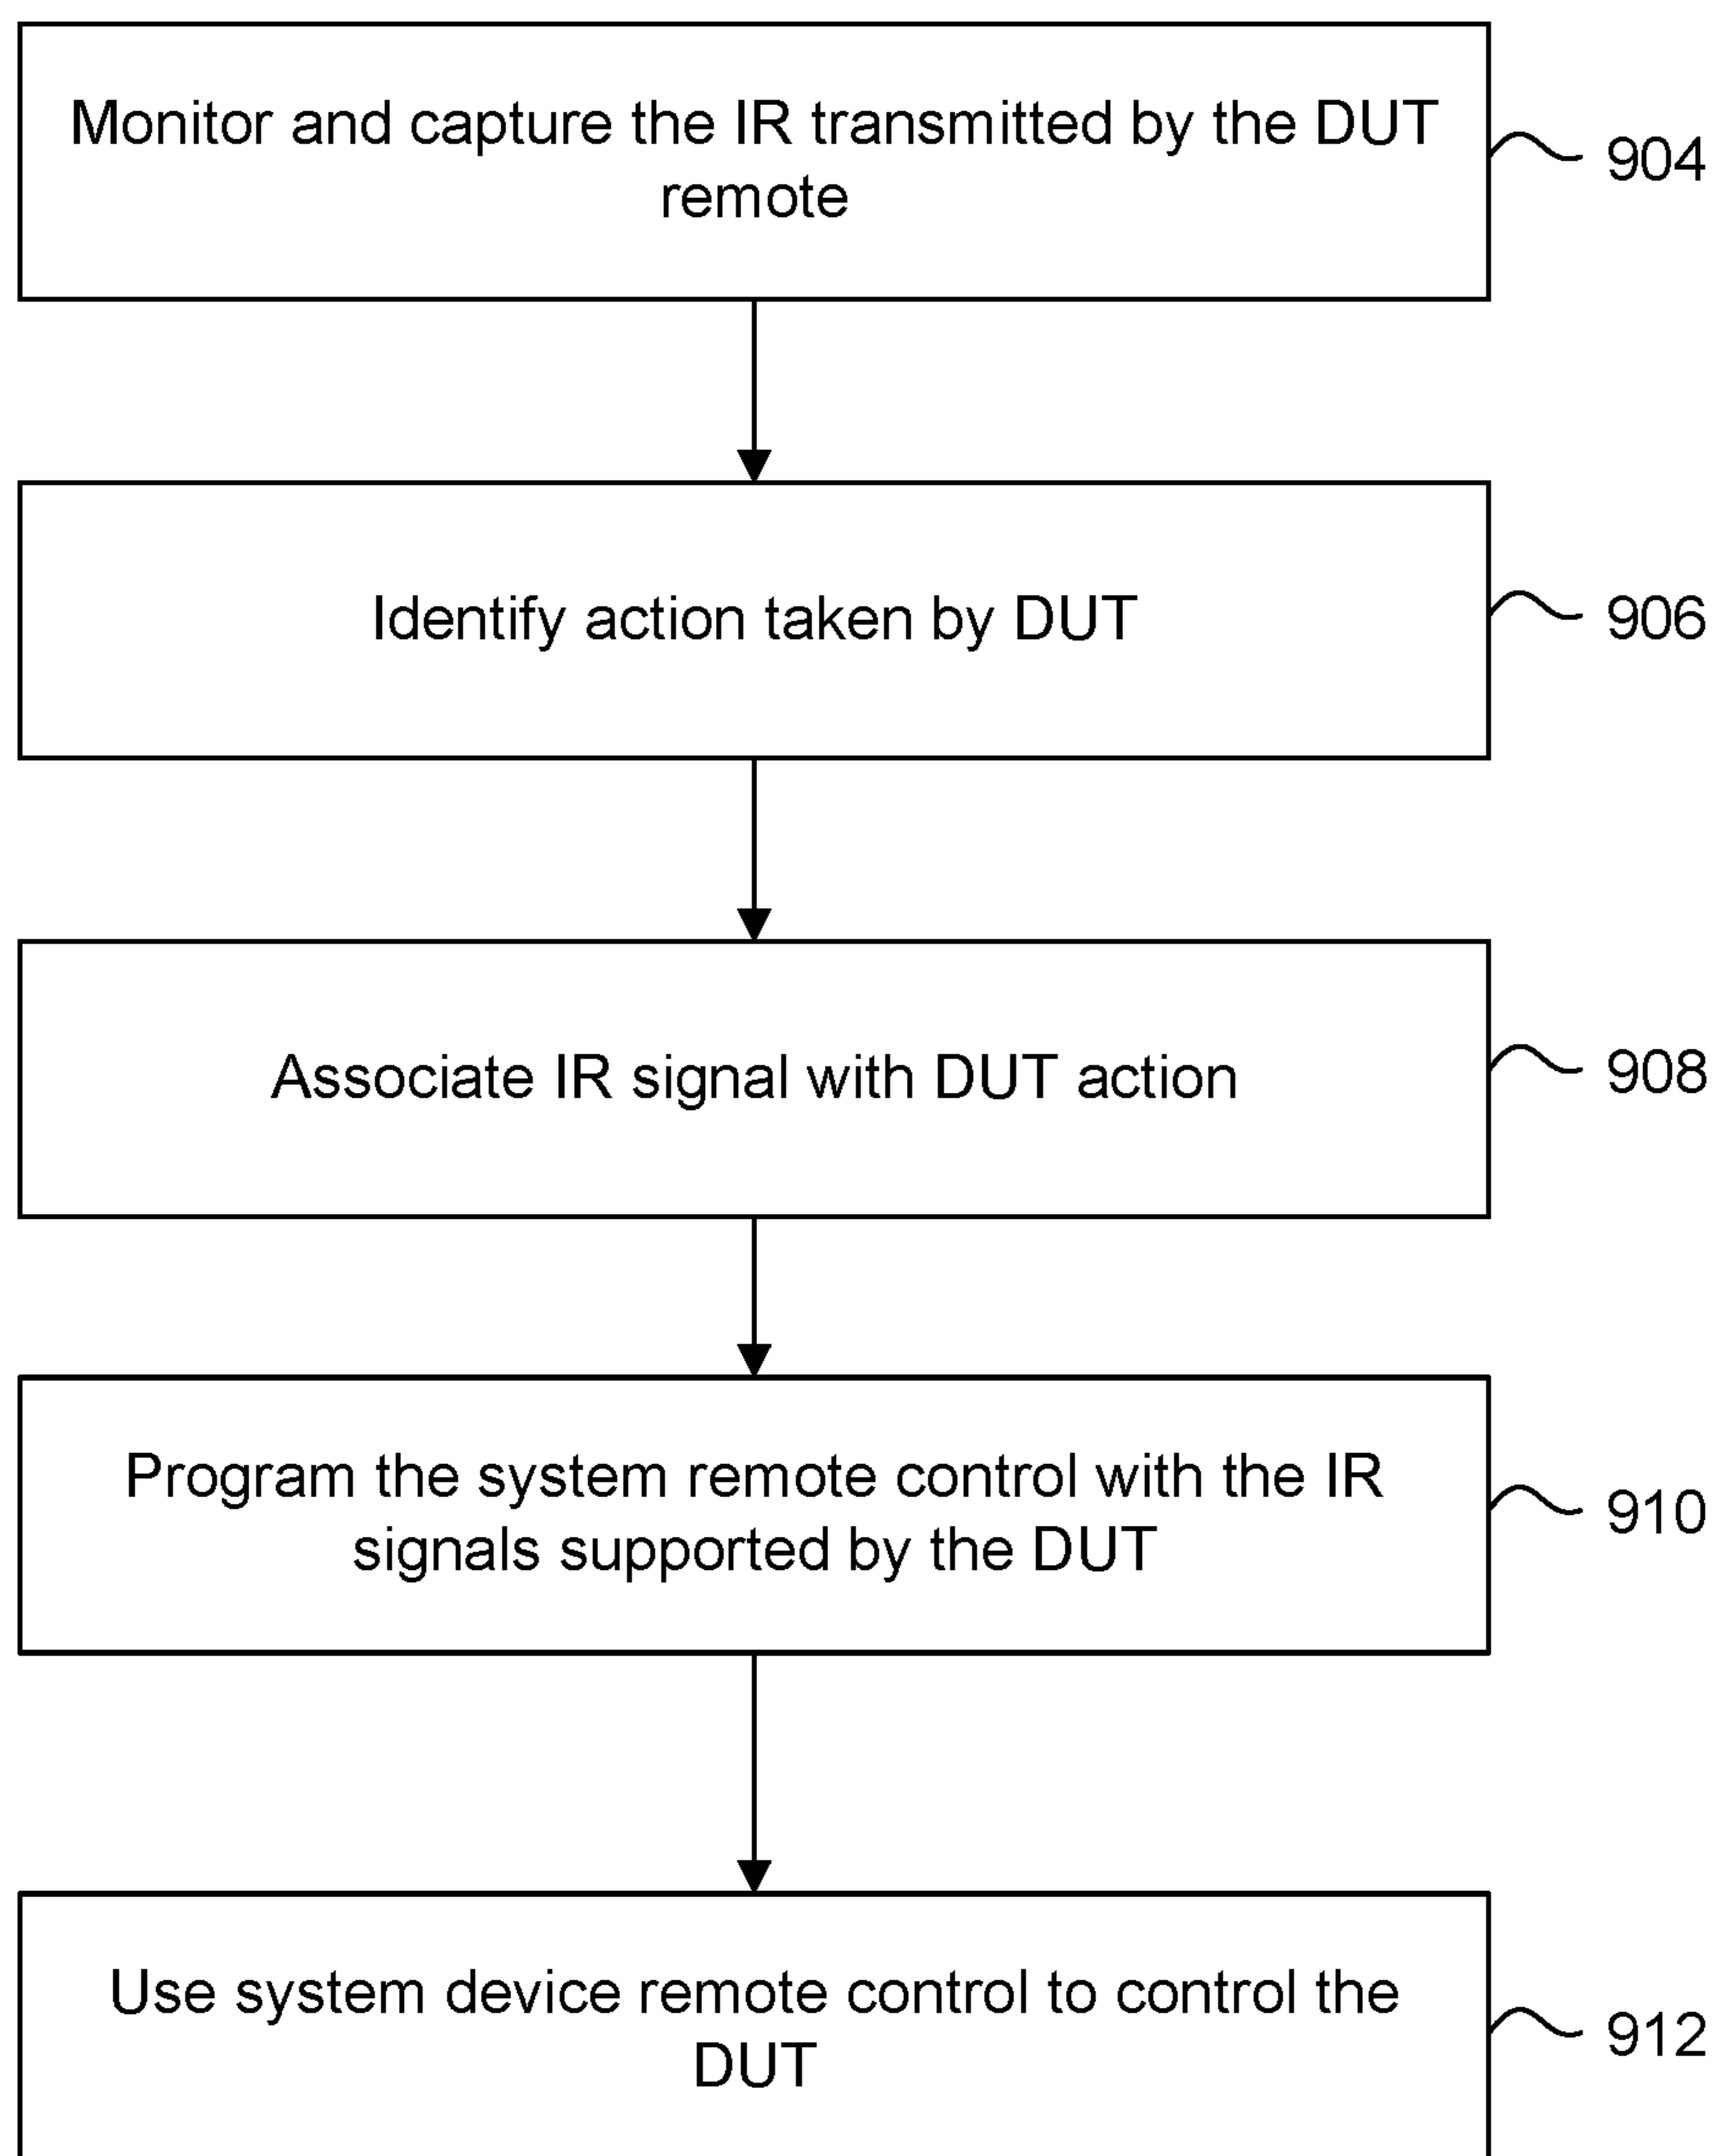 Monitor and capture the IR transmitted by the DUT
remote
904
Identify action taken by DUT
906
Associate IR signal with DUT action
908
Program the system remote control with the IR
signals supported by the DUT
910
Use system device remote control to control the
DUT
912